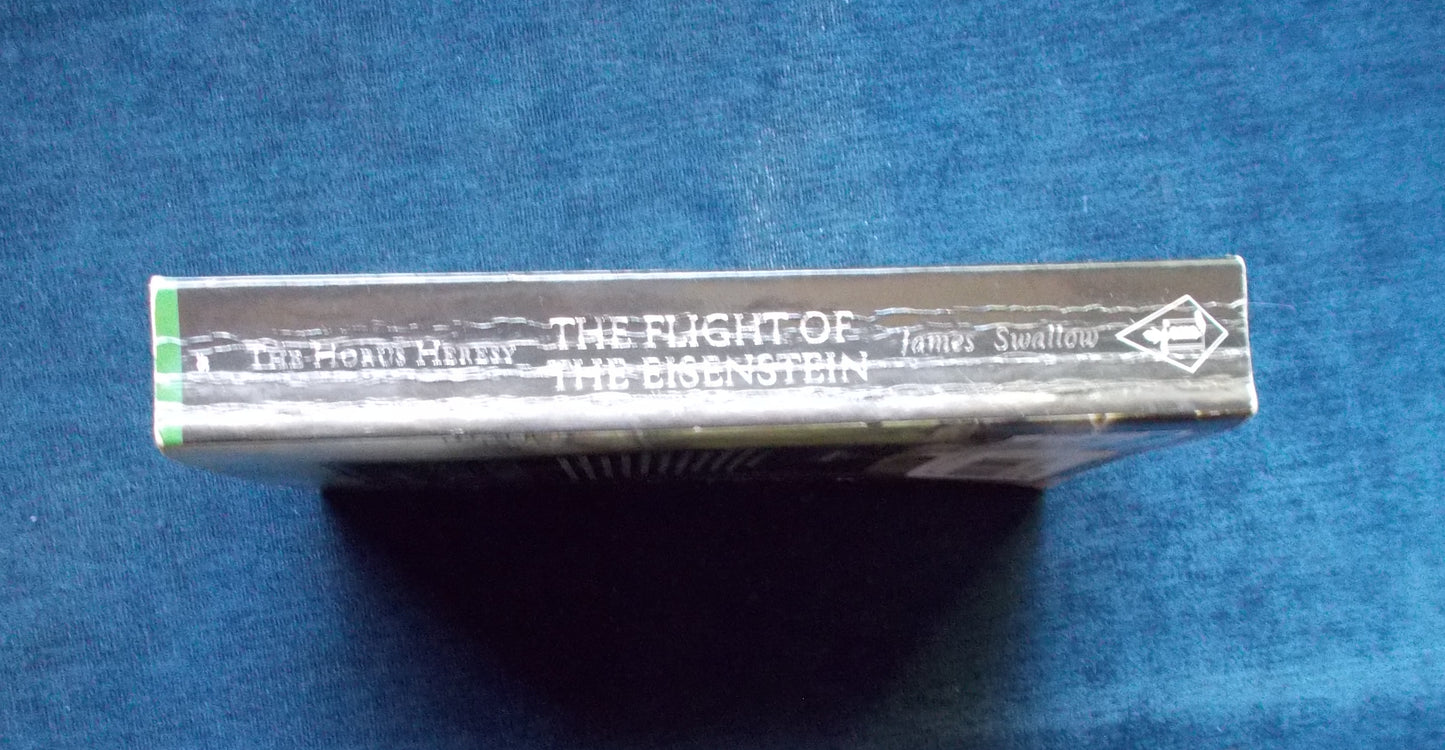 THE HORUS HERESY
THE FLIGHT OF
THE EISENSTEIN
James Swallow